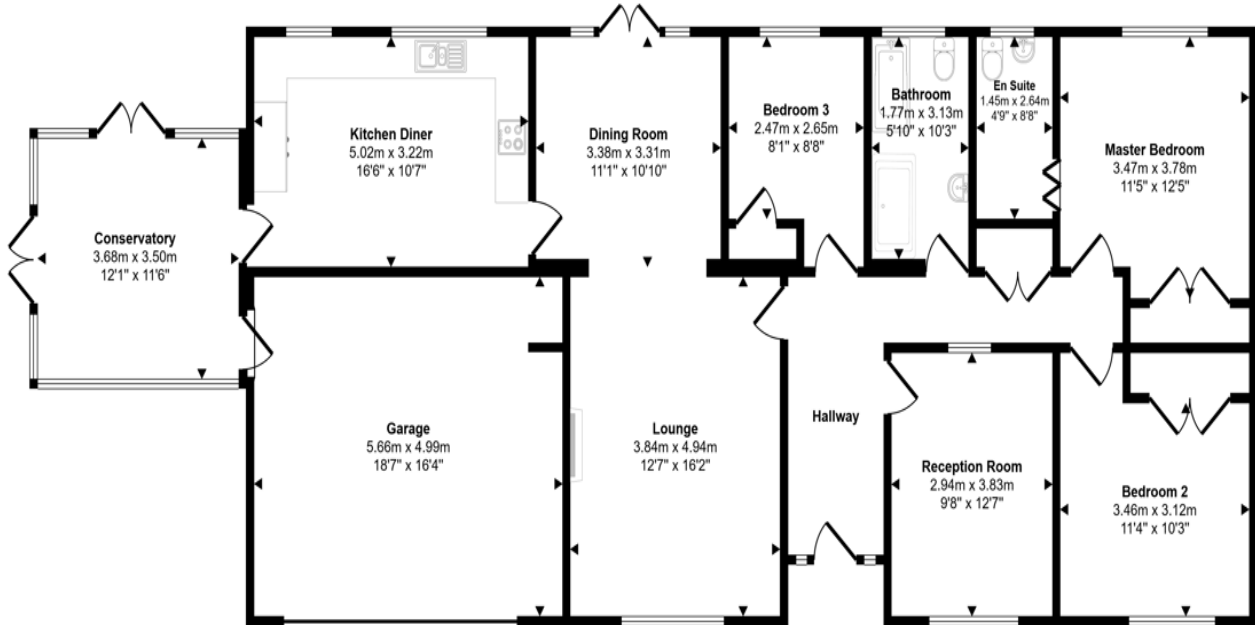 Kitchen Diner
5.02m x 3.22m
16'6" x 10'7"
Dining Room
3.38m x 3.31m
11'1" x 10'10"
Bedroom 3
2.47m x 2.65m
8'1" x 8'8"
Bathroom
1.77m x 3.13m
5'10" x 10'3"
En Suite
1.45m x 2.64m
4'9" x 8'8"
Master Bedroom
3.47m x 3.78m
11'5" x 12'5"
Conservatory
3.68m x 3.50m
12'1" x 11'6"
Garage
5.66m x 4.99m
18'7" x 16'4"
Lounge
3.84m x 4.94m
12'7" x 16'2"
Hallway
Reception Room
2.94m x 3.83m
9'8" x 12'7"
Bedroom 2
3.46m x 3.12m
11'4" x 10'3"